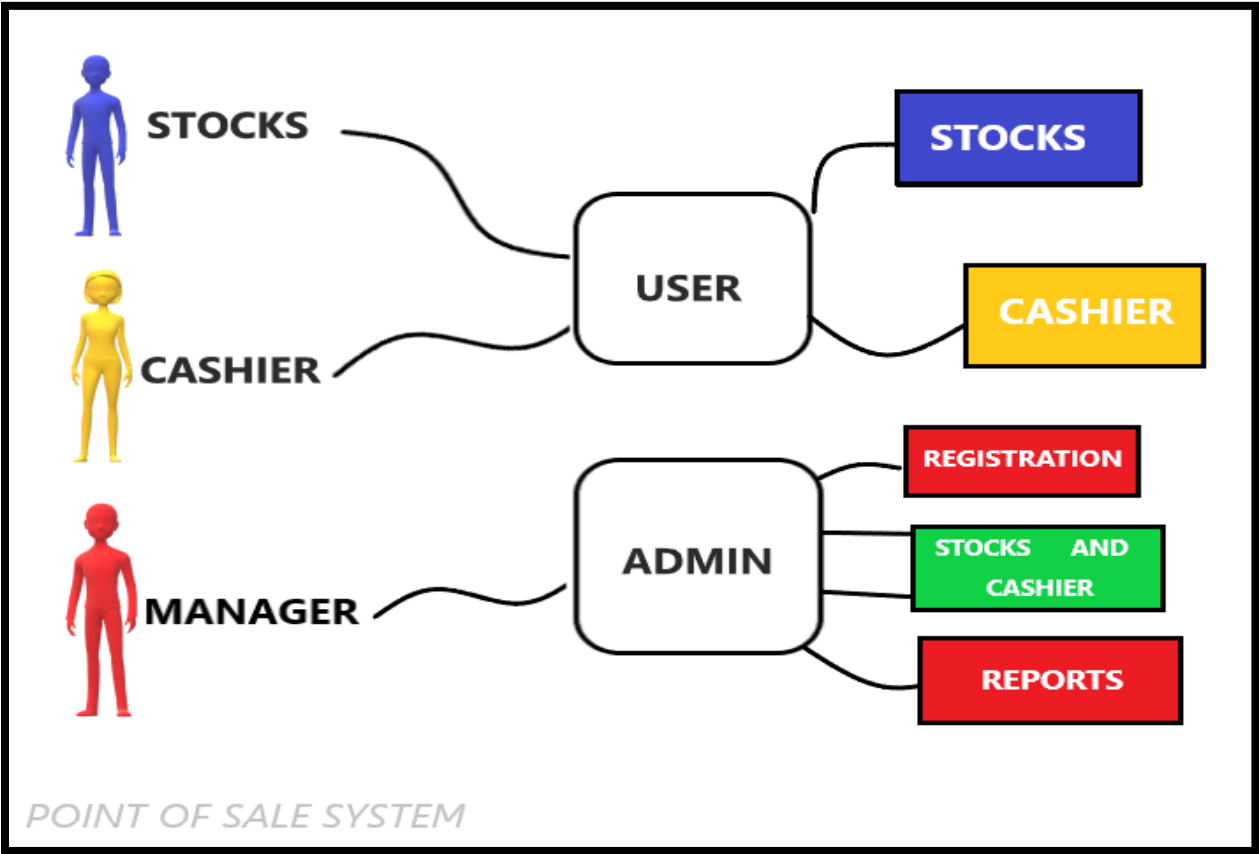 STOCKS
STOCKS
USER
CASHIER
CASHIER
REGISTRATION
STOCKS AND
CASHIER
ADMIN
MANAGER
REPORTS
POINT OF SALE SYSTEM